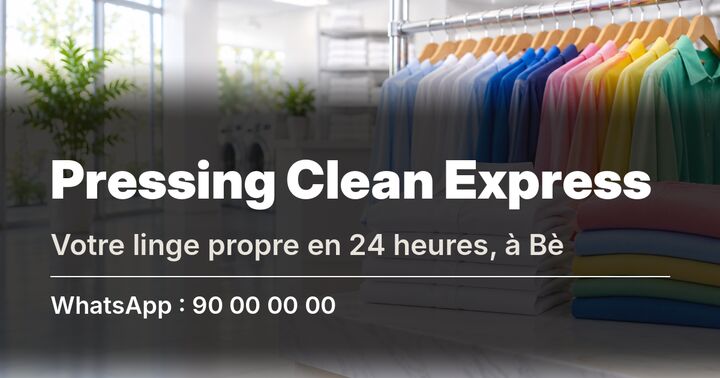 Pressing Clean Express
Votre linge propre en 24 heures, à Bè
WhatsApp : 90 00 00 00